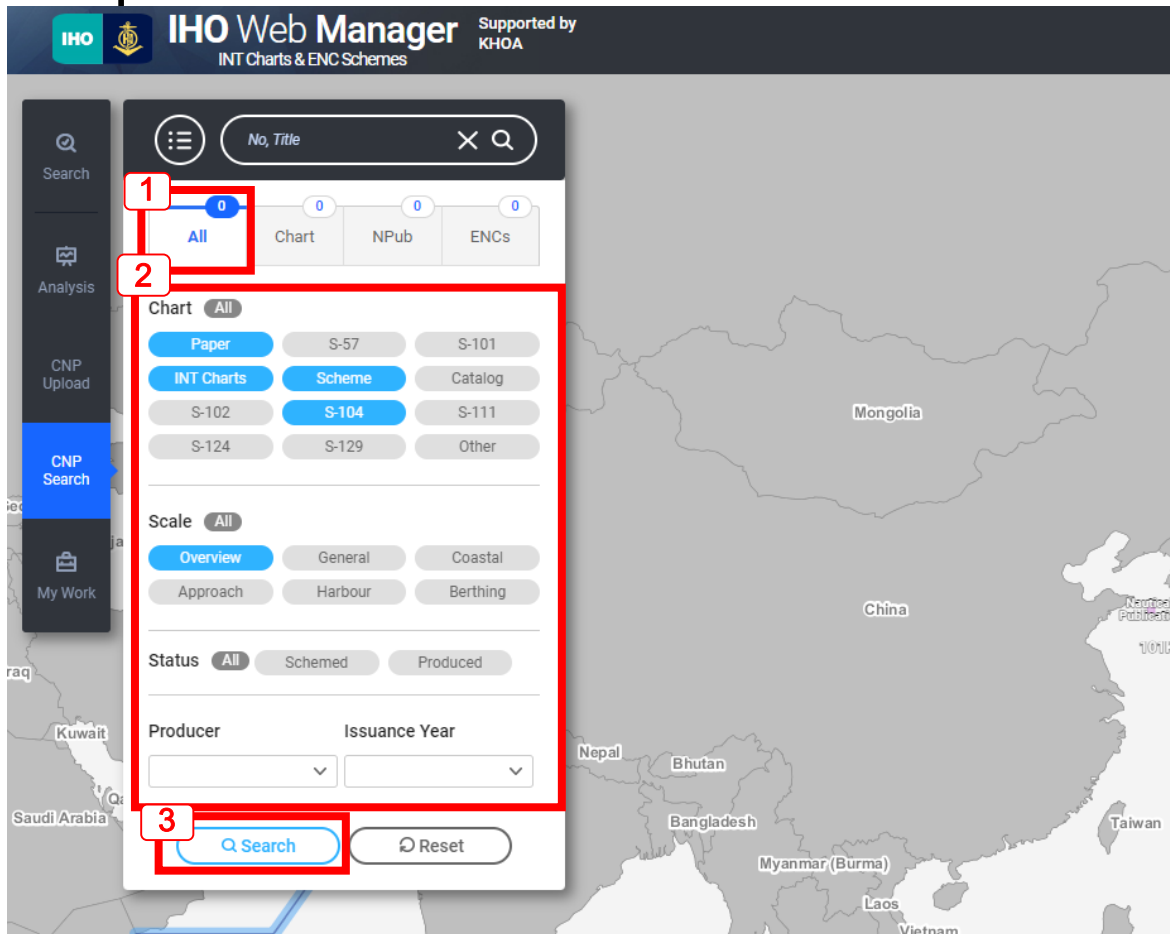 IHO
IHO Web Manager
INT Charts & ENC Schemes
Supported by
KHOA
Search
Analysis
CNP
Upload
CNP
Search
My Work
No, Title
1
0
0
0
0
All
Chart
NPub
ENCs
2
Chart All
Paper
S-57
S-101
INT Charts
Scheme
Catalog
S-102
S-104
S-111
S-124
S-129
Other
Scale All
Overview
General
Coastal
Approach
Harbour
Berthing
Status All
Schemed
Produced
Producer
Issuance Year
3
Search
Reset
Mongolia
China
Kuwait
Saudi Arabia
Nepal
Bhutan
Bangladesh
Myanmar (Burma)
Laos
Vietnam
Taiwan